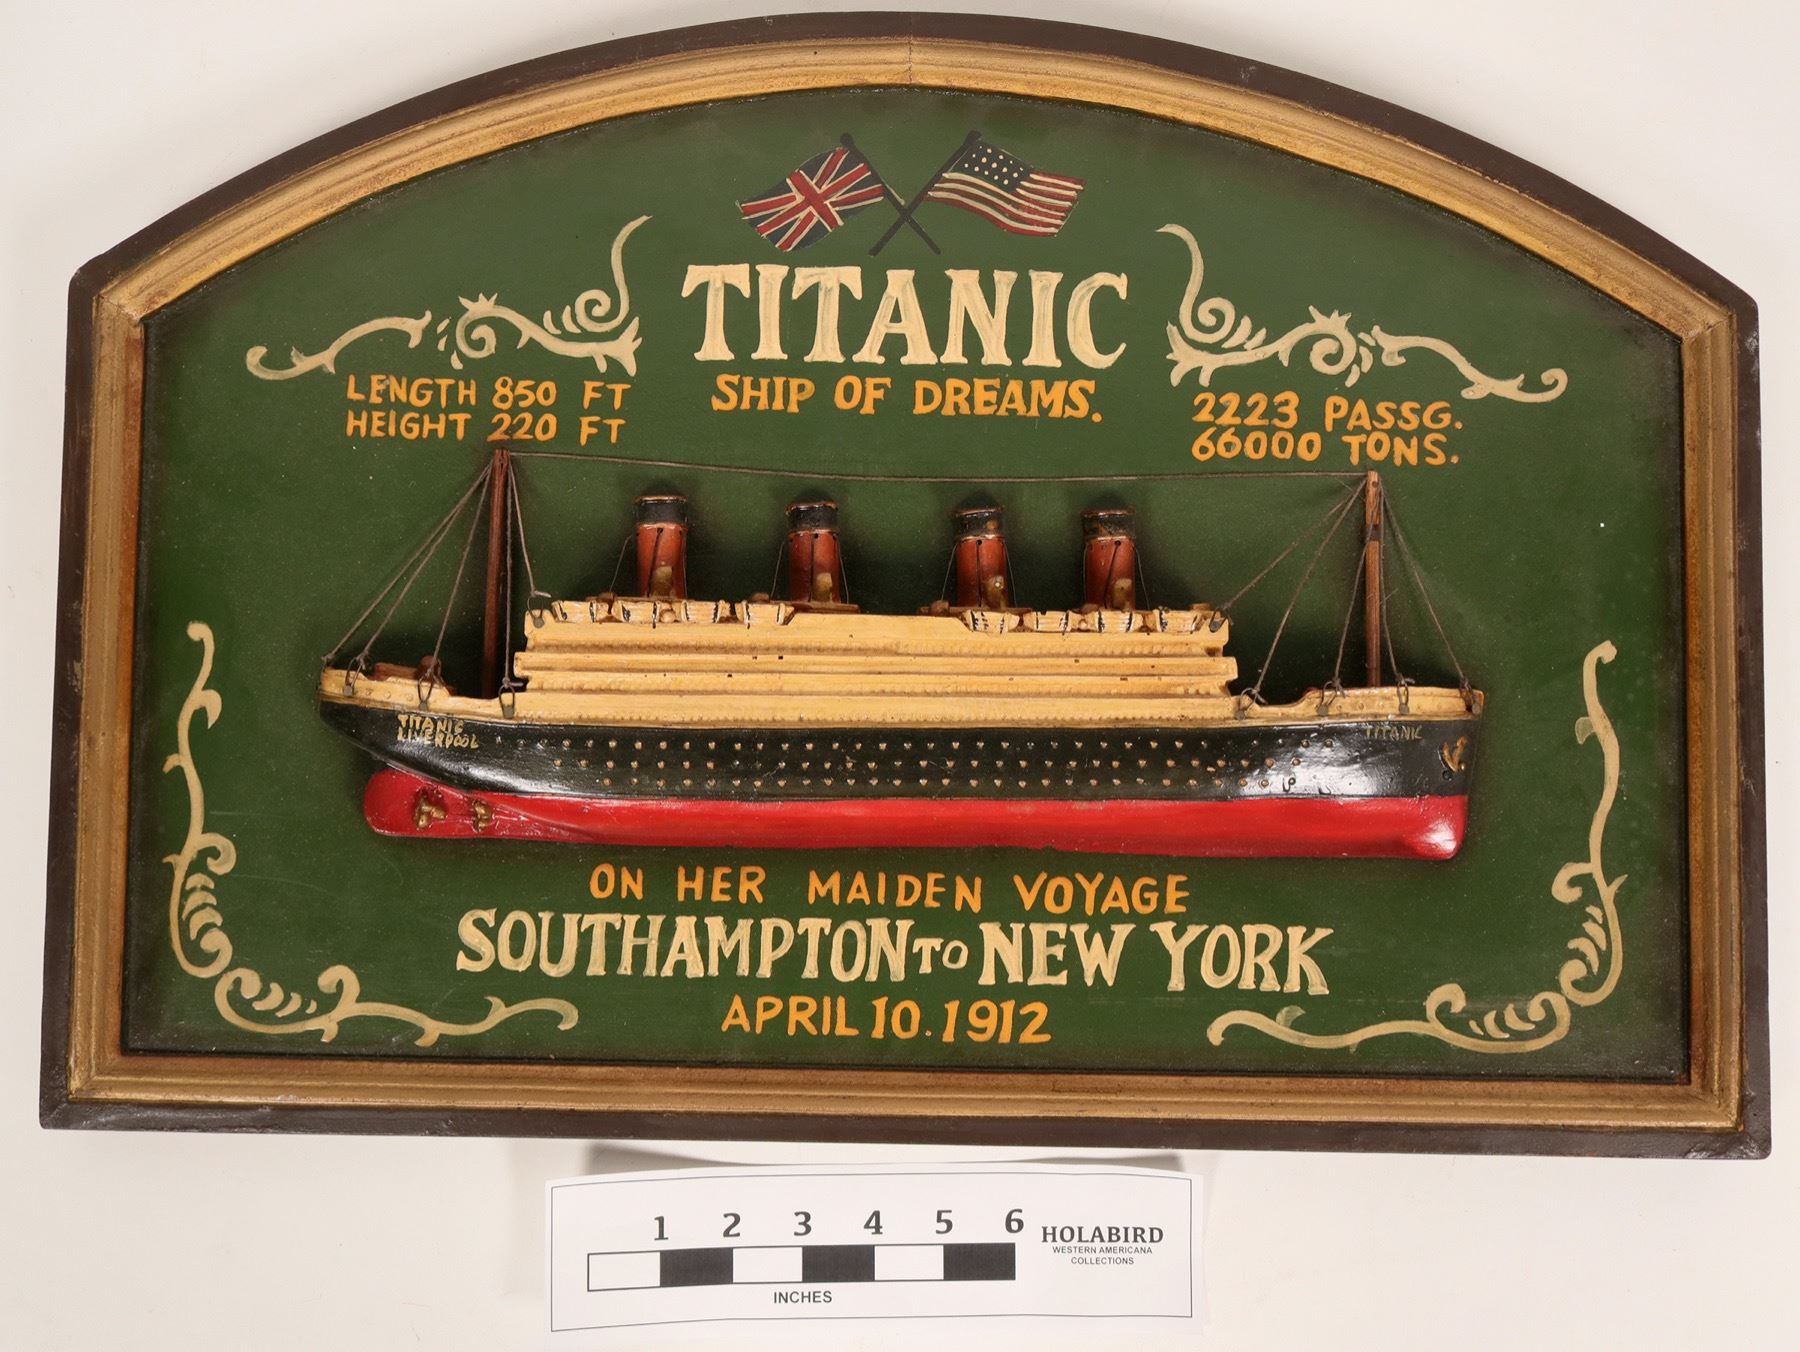 TITANIC
SHIP OF DREAMS.
LENGTH 850 FT
HEIGHT 220 FT
2223 PASSG.
66000 TONS.
TITANIC
LIVERPOOL
TITANIC
ON HER MAIDEN VOYAGE
SOUTHAMPTON TO NEW YORK
APRIL 10. 1912
1 2 3 4 5 6
INCHES
HOLABIRD
WESTERN AMERICANA
COLLECTIONS